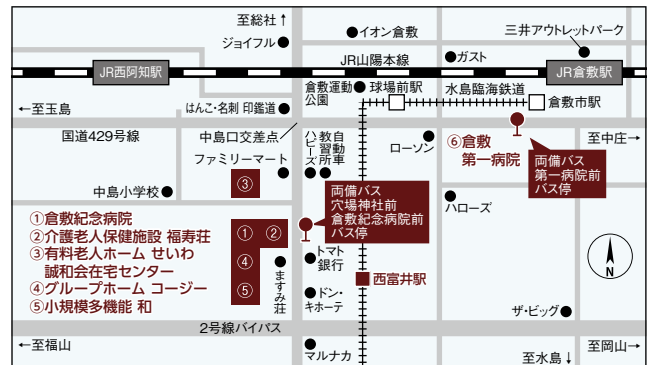 至総社↑
ジョイフル
イオン倉敷
三井アウトレットパーク
ガスト
JR山陽本線
JR西阿知駅
JR倉敷駅
倉敷運動
公園
球場前駅
水島臨海鉄道
倉敷市駅
←至玉島
はんこ・名刺 印鑑道
国道429号線
中島口交差点
ハピーズ
自動車
教習所
ローソン
⑥倉敷
第一病院
至中庄→
両備バス
第一病院前
バス停
ファミリーマート
③
中島小学校
両備バス
穴場神社前
倉敷紀念病院前
バス停
ハローズ
①倉敷紀念病院
②介護老人保健施設 福寿荘
③有料老人ホーム せいわ
誠和会在宅センター
④グループホーム コージー
⑤小規模多機能 和
①
②
④
⑤
ますみ荘
トマト
銀行
西富井駅
ドン・
キホーテ
N
ザ・ビッグ
2号線バイパス
←至福山
マルナカ
至水島↓
至岡山→